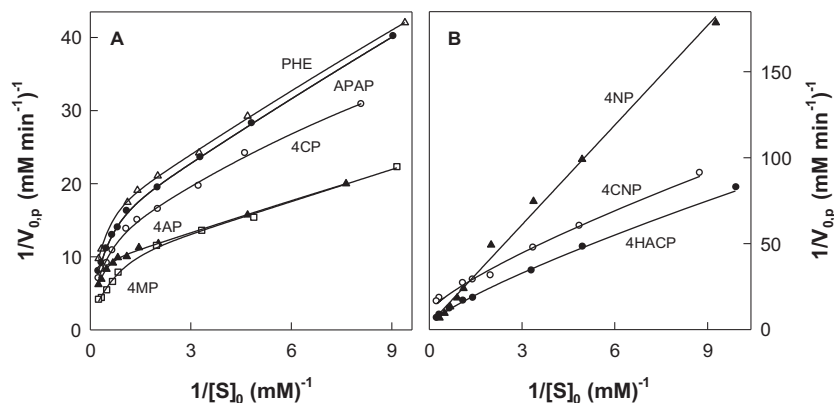 A
PHE
APAP
4CP
4AP
4MP
40
30
20
10
0
0
3
6
9
1/V0,p (mM min-1)-1
1/[S]0 (mM)-1
B
4NP
4CNP
4HACP
150
100
50
0
0
3
6
9
1/V0,p (mM min-1)-1
1/[S]0 (mM)-1